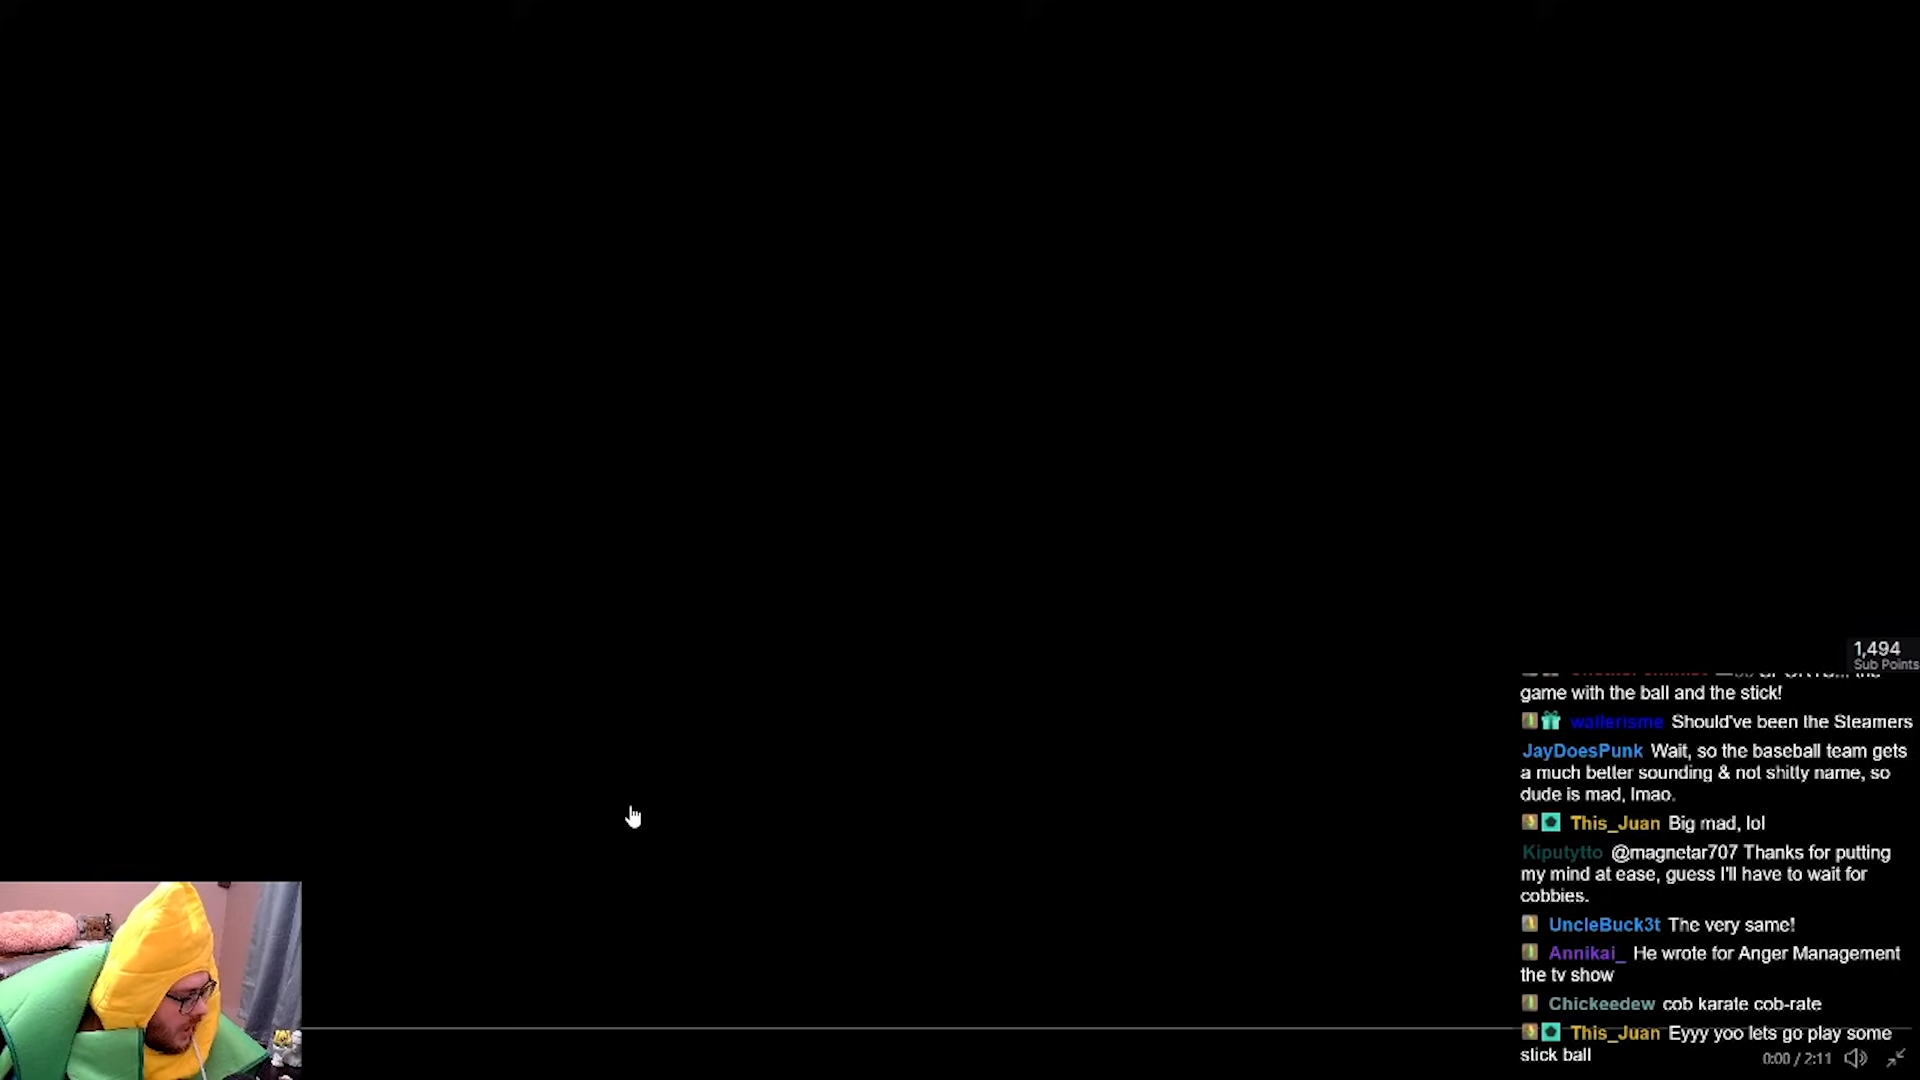 1,494
Sub Points
game with the ball and the stick!
wallerisme Should've been the Steamers
JayDoesPunk Wait, so the baseball team gets
a much better sounding & not shitty name, so
dude is mad, lmao.
This_Juan Big mad, lol
Kiputytto @magnetar707 Thanks for putting
my mind at ease, guess I'll have to wait for
cobbies.
UncleBuck3t The very same!
Annikai_ He wrote for Anger Management
the tv show
Chickeedew cob karate cob-rate
This_Juan Eyyy yoo lets go play some
stick ball
0:00 / 2:11